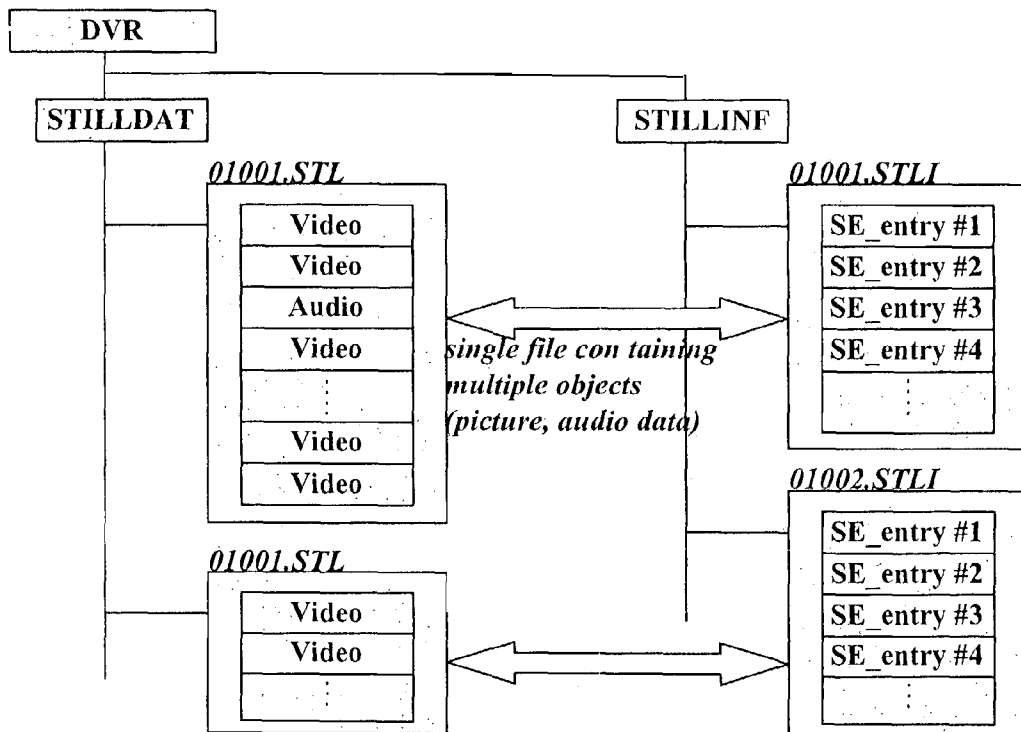 DVR
STILLDAT
STILLINF
01001.STL
Video
Video
Audio
Video
Video
Video
single file con taining
multiple objects
(picture, audio data)
01001.STLI
SE_entry #1
SE_entry #2
SE_entry #3
SE_entry #4
01001.STL
Video
Video
01002.STLI
SE_entry #1
SE_entry #2
SE_entry #3
SE_entry #4